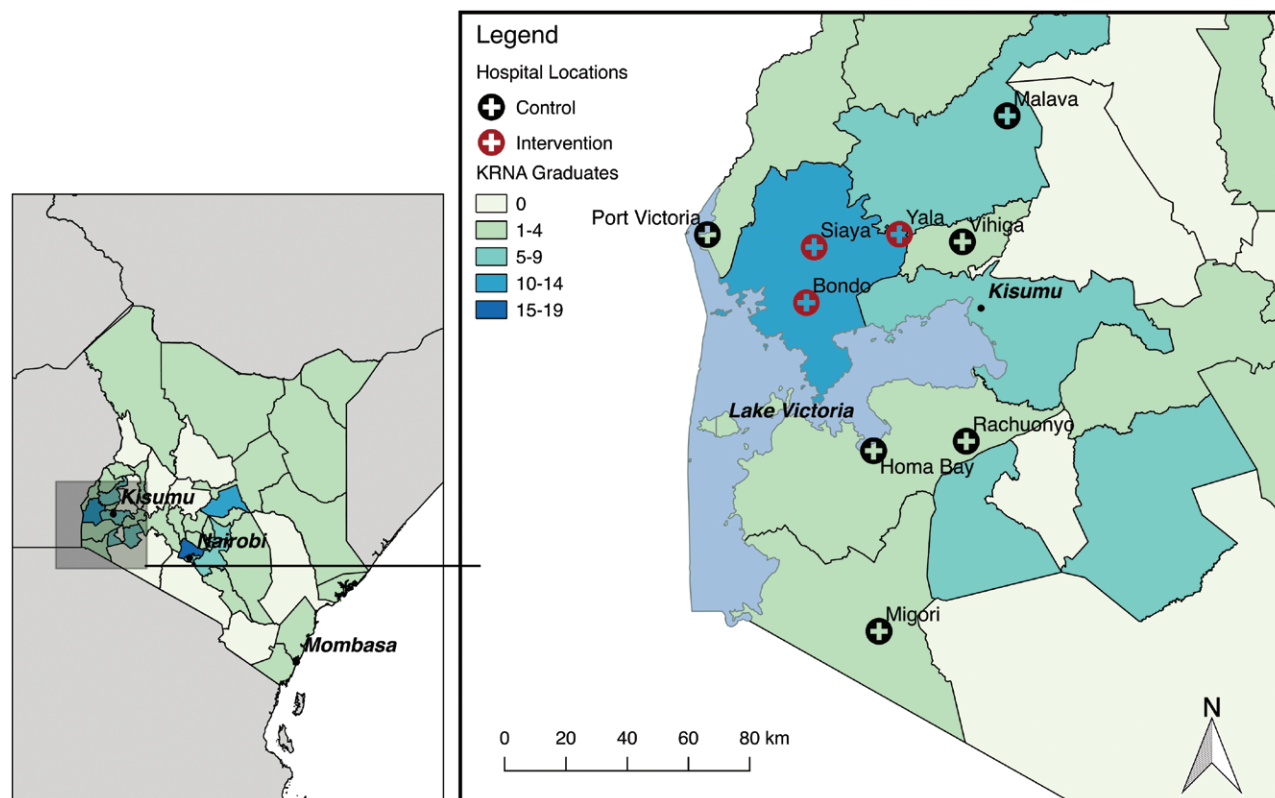 Legend
Hospital Locations
Control
Intervention
KRNA Graduates
0
1-4
5-9
10-14
15-19
Malava
Port Victoria
Siaya
Yala
Vihiga
Bondo
Kisumu
Lake Victoria
Rachuonyo
Homa Bay
Migori
0 20 40 60 80 km
N
Kisumu
Nairobi
Mombasa